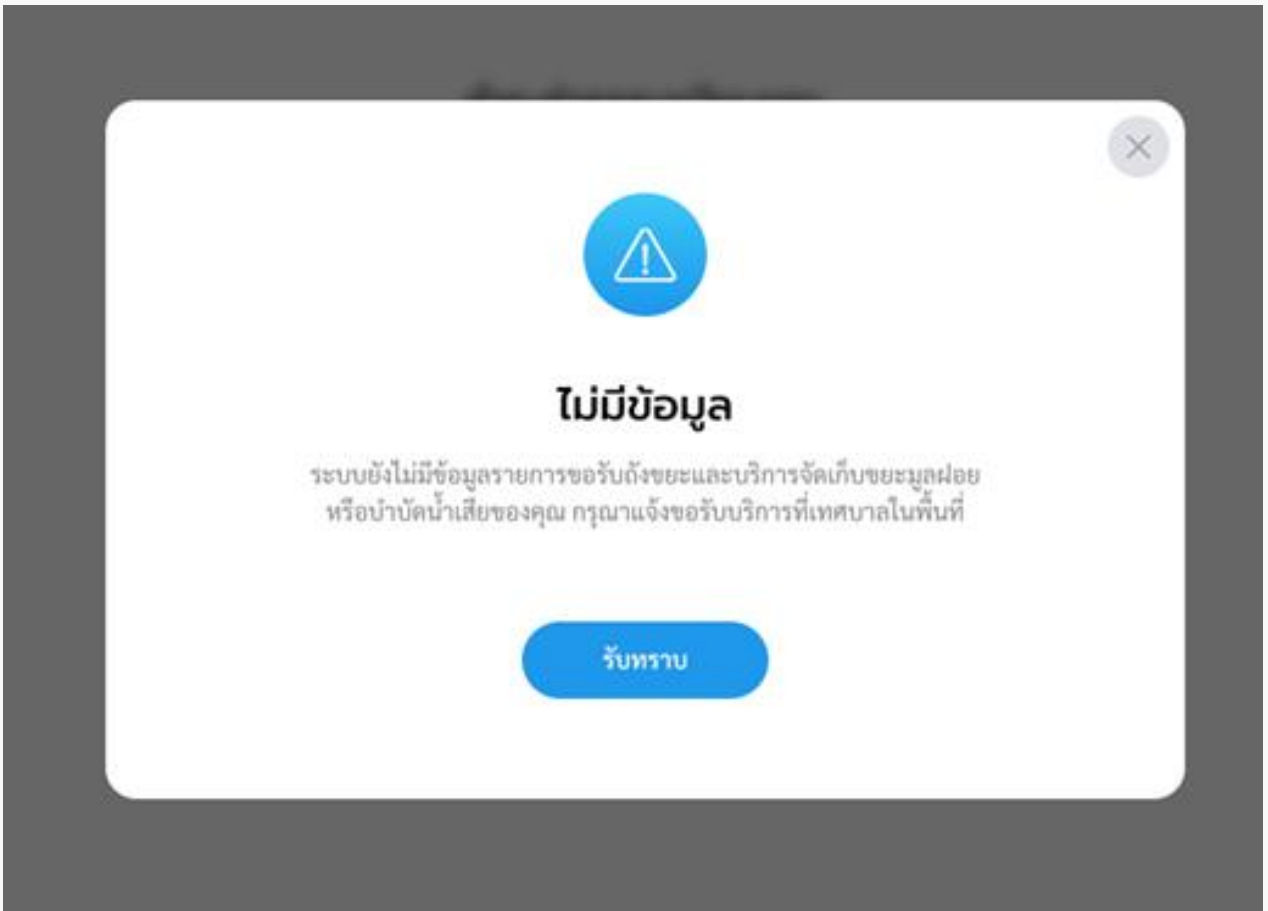 ไม่มีข้อมูล
ระบบยังไม่มีข้อมูลรายการขอรับถังขยะและบริการจัดเก็บขยะมูลฝอย
หรือบำบัดน้ำเสียของคุณ กรุณาแจ้งขอรับบริการที่เทศบาลในพื้นที่
รับทราบ